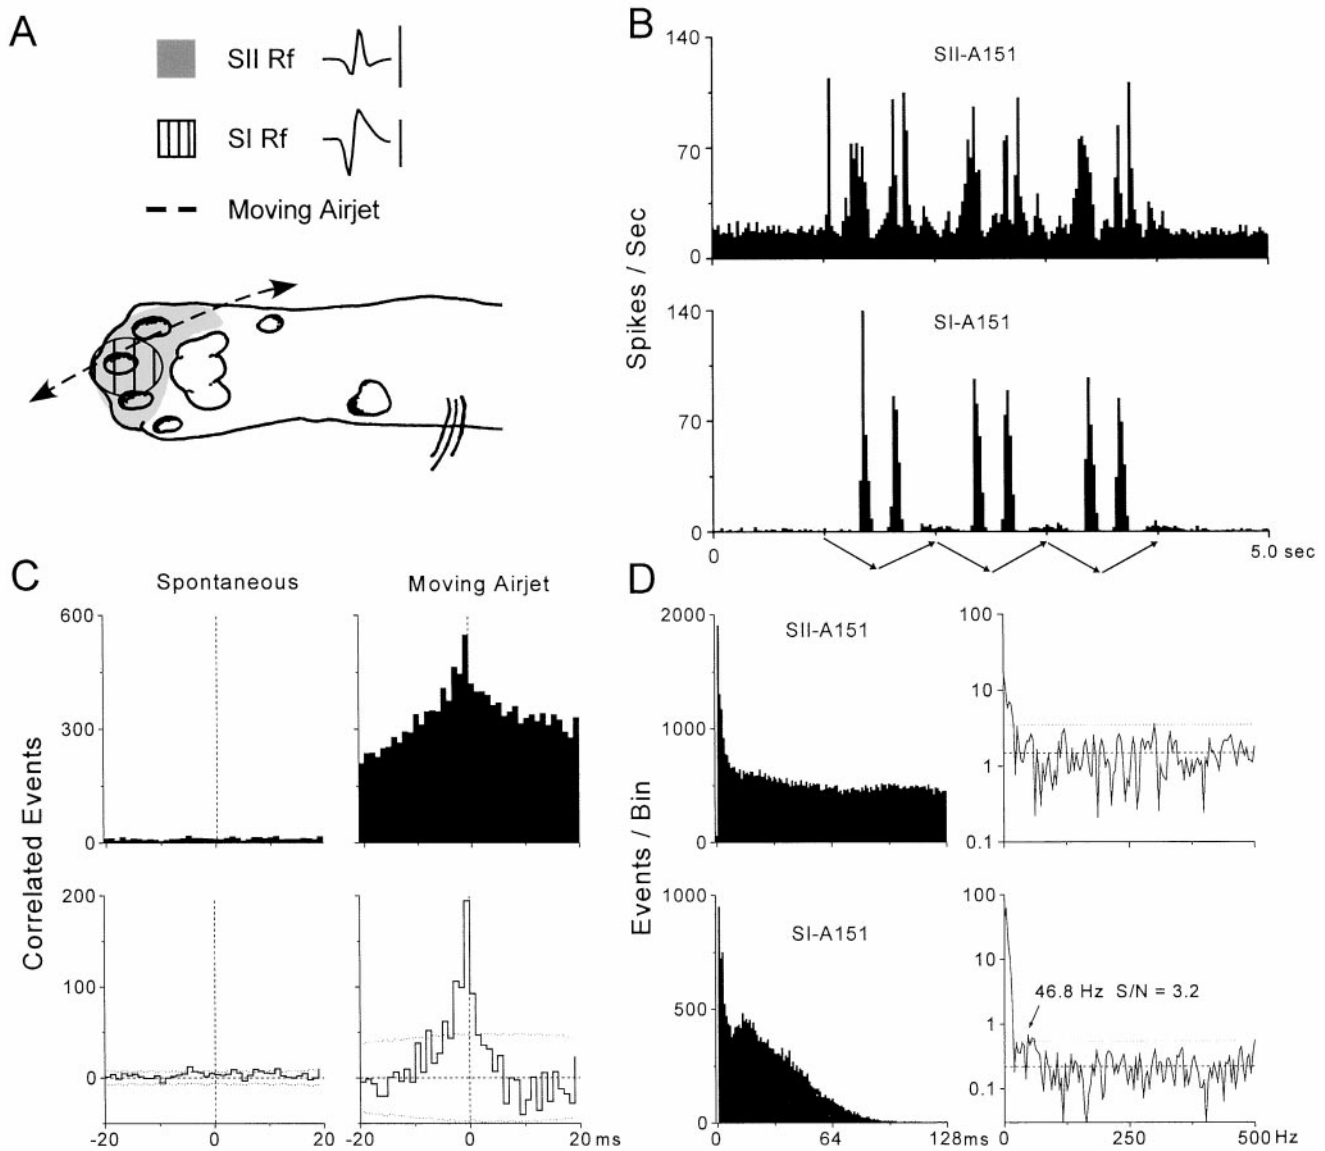 A
SII Rf
SI Rf
Moving Airjet
B
140
SII-A151
70
0
Spikes / Sec
140
SI-A151
70
0
0
5.0 sec
C
Spontaneous
Moving Airjet
600
300
0
Correlated Events
200
100
0
-20
0
20
-20
0
20 ms
D
2000
SII-A151
1000
0
100
10
1
0.1
Events / Bin
1000
SI-A151
500
0
0
64
128ms
100
10
1
0.1
46.8 Hz S/N = 3.2
0
250
500 Hz